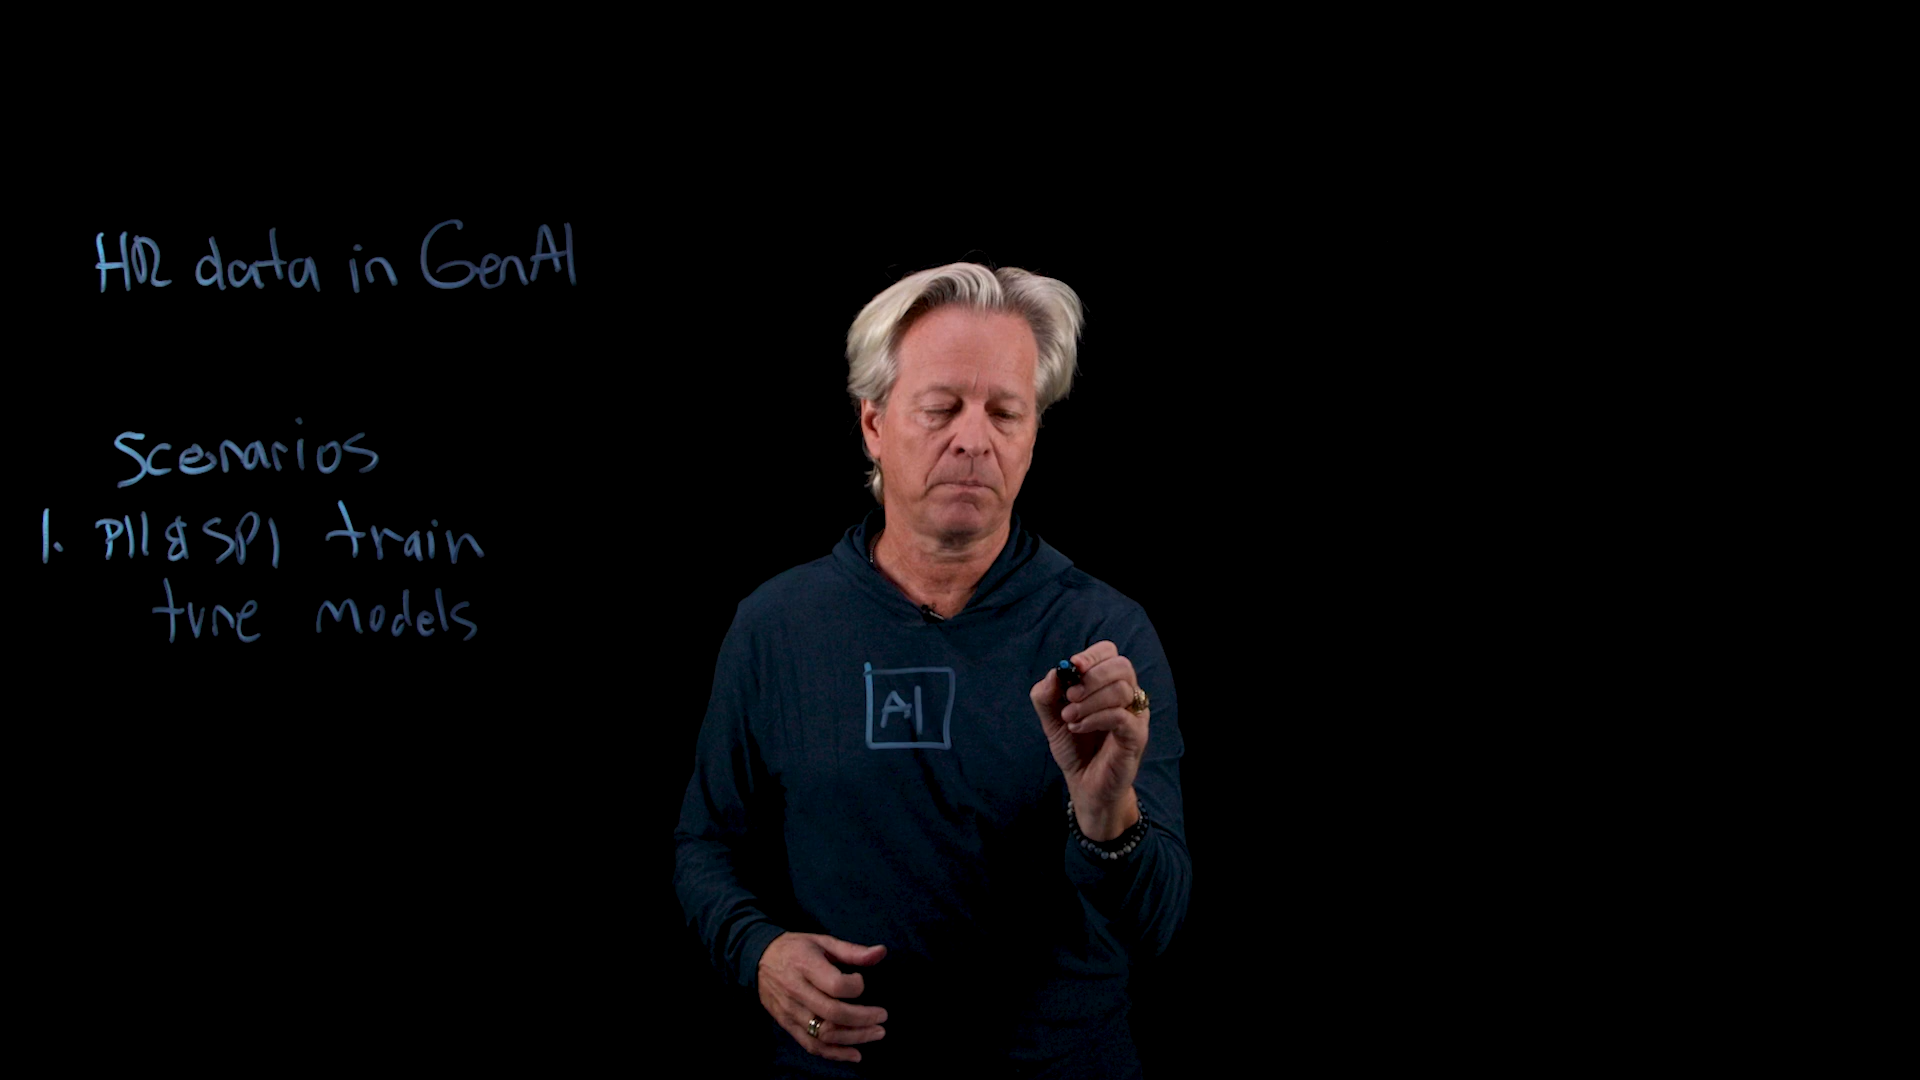 HR data in GenAI
Scenarios
1. PII & SPI train
tune models
AI